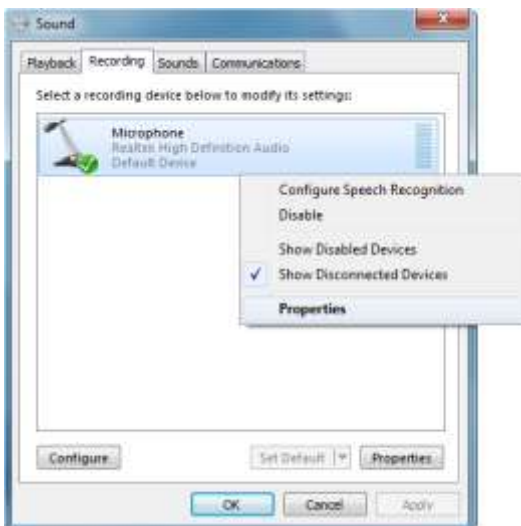 Sound
Playback Recording Sounds Communications
Select a recording device below to modify its settings:
Microphone
Realtek High Definition Audio
Default Device
Configure Speech Recognition
Disable
Show Disabled Devices
Show Disconnected Devices
Properties
Configure Set Default Properties
OK Cancel Apply